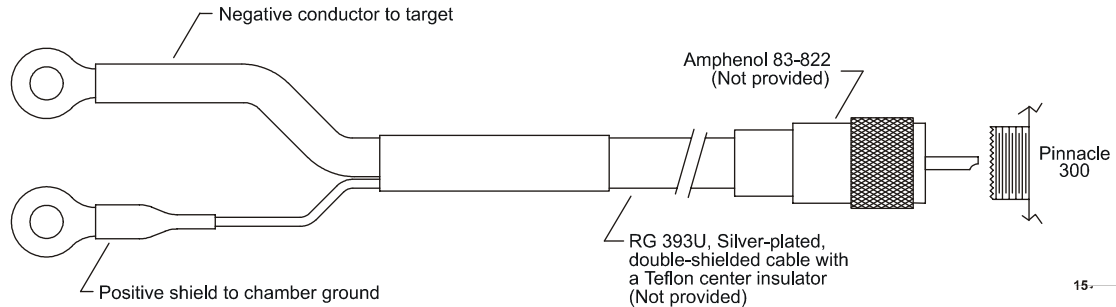 Negative conductor to target
Amphenol 83-822
(Not provided)
Pinnacle
300
RG 393U, Silver-plated,
double-shielded cable with
a Teflon center insulator
(Not provided)
Positive shield to chamber ground
15-